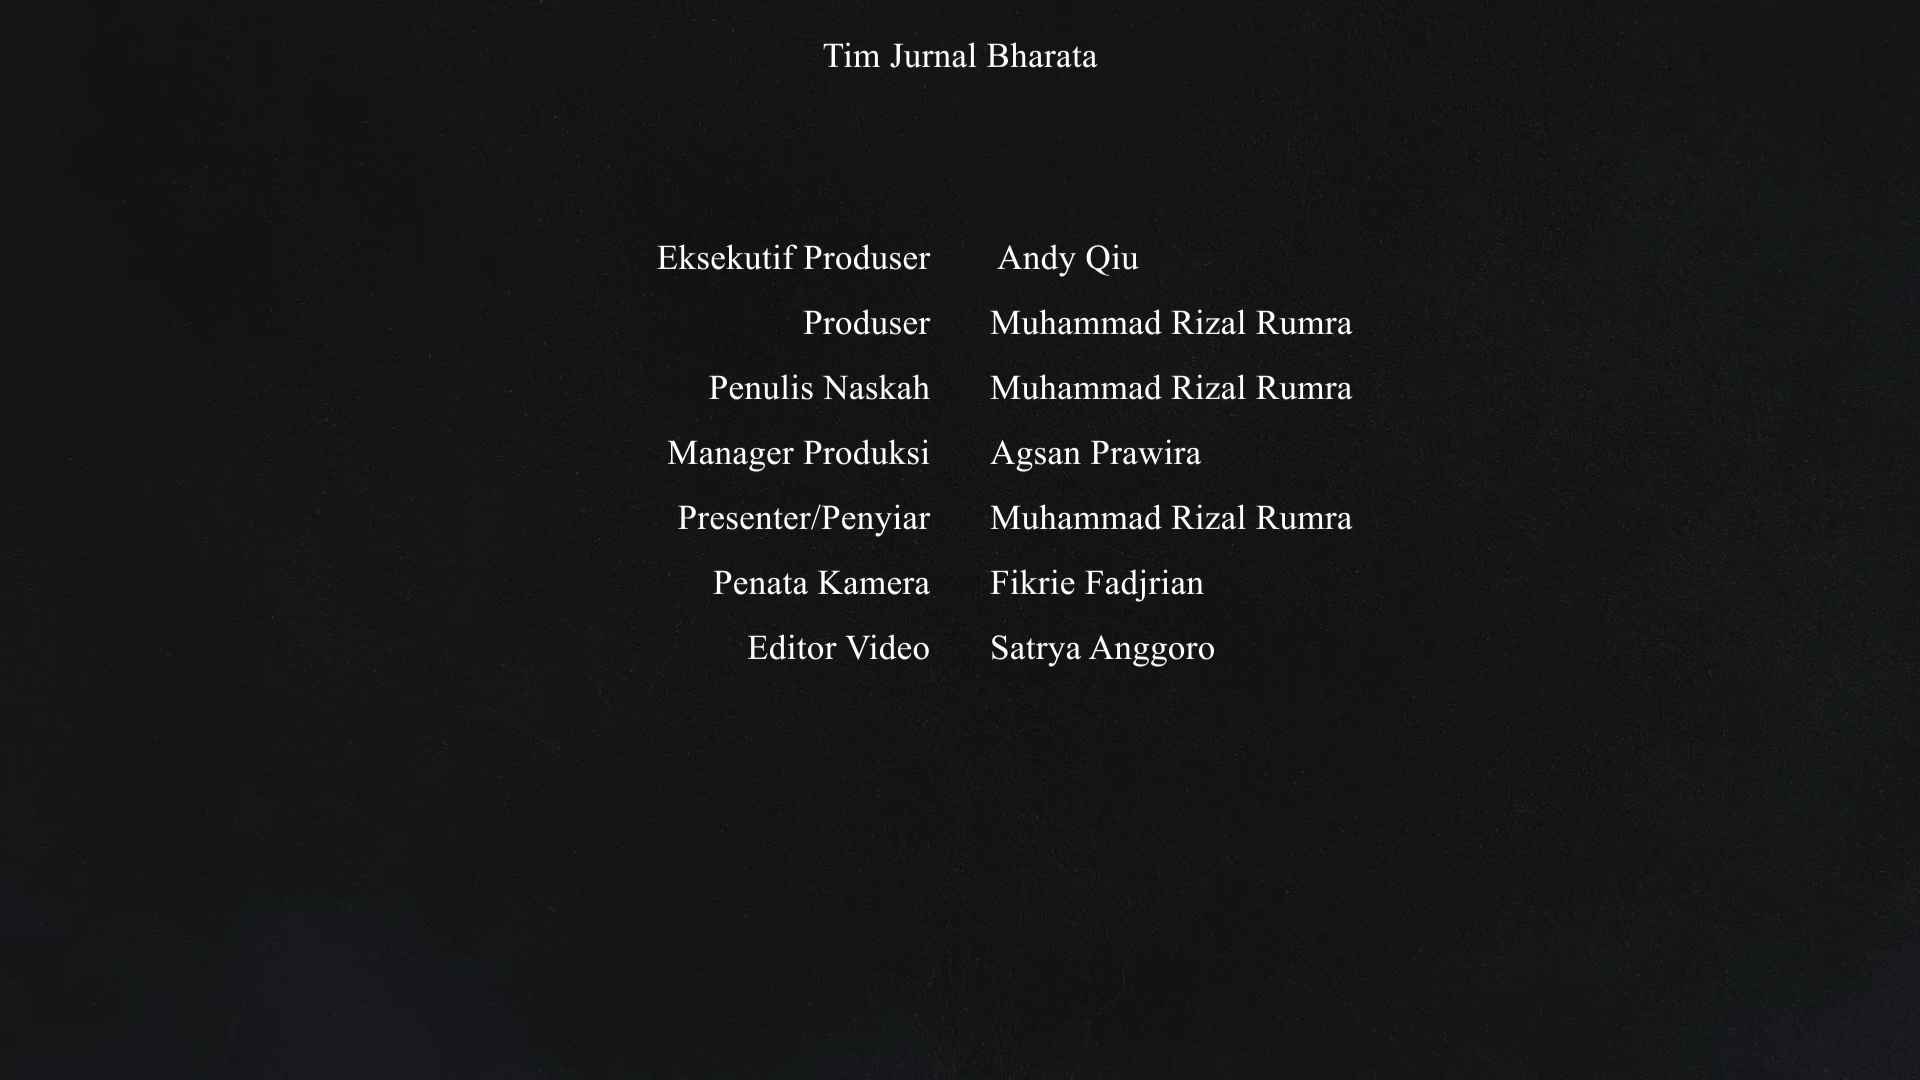 Tim Jurnal Bharata
Eksekutif Produser Andy Qiu
Produser Muhammad Rizal Rumra
Penulis Naskah Muhammad Rizal Rumra
Manager Produksi Agsan Prawira
Presenter/Penyiar Muhammad Rizal Rumra
Penata Kamera Fikrie Fadjrian
Editor Video Satrya Anggoro